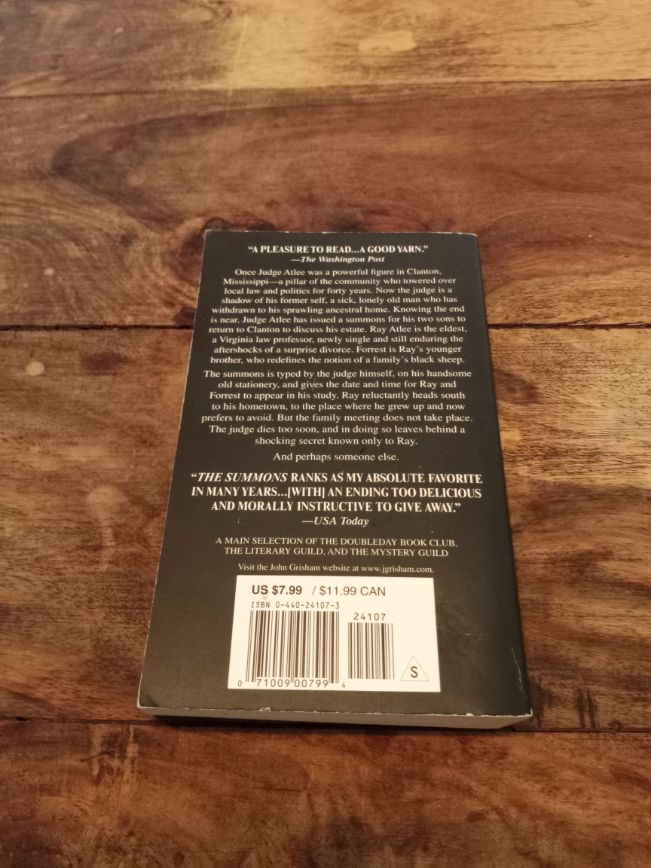 “A PLEASURE TO READ...A GOOD YARN.”
—The Washington Post
Once Judge Atlee was a powerful figure in Clanton,
Mississippi—a pillar of the community who towered over
local law and politics for forty years. Now the judge is a
shadow of his former self, a sick, lonely old man who has
withdrawn to his sprawling ancestral home. Knowing the end
is near, Judge Atlee has issued a summons for his two sons to
return to Clanton to discuss his estate. Ray Atlee is the eldest,
a Virginia law professor, newly single and still enduring the
aftershocks of a surprise divorce. Forrest is Ray's younger
brother, who redefines the notion of a family's black sheep.
The summons is typed by the judge himself, on his handsome
old stationery, and gives the date and time for Ray and
Forrest to appear in his study. Ray reluctantly heads south
to his hometown, to the place where he grew up and now
prefers to avoid. But the family meeting does not take place.
The judge dies too soon, and in doing so leaves behind a
shocking secret known only to Ray.
And perhaps someone else.
“THE SUMMONS RANKS AS MY ABSOLUTE FAVORITE
IN MANY YEARS...[WITH] AN ENDING TOO DELICIOUS
AND MORALLY INSTRUCTIVE TO GIVE AWAY.”
—USA Today
A MAIN SELECTION OF THE DOUBLEDAY BOOK CLUB,
THE LITERARY GUILD, AND THE MYSTERY GUILD
Visit the John Grisham website at www.jgrisham.com.
US $7.99 / $11.99 CAN
ISBN 0-440-24107-3
24107
0 71009 00799 4
S